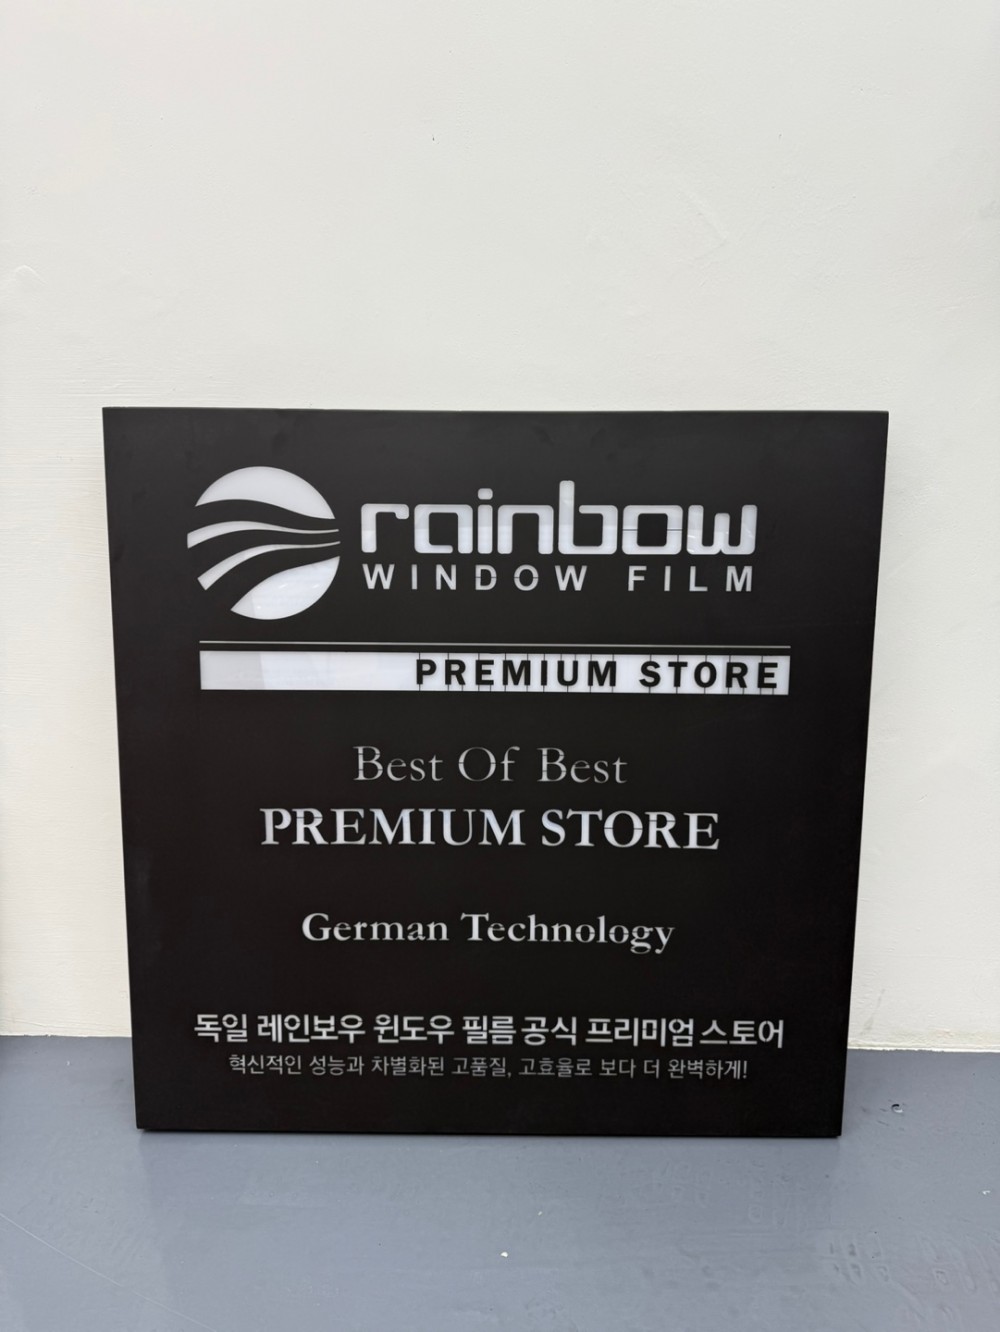 rainbow
WINDOW FILM
PREMIUM STORE
Best Of Best
PREMIUM STORE
German Technology
독일 레인보우 윈도우 필름 공식 프리미엄 스토어
혁신적인 성능과 차별화된 고품질, 고효율로 보다 더 완벽하게!